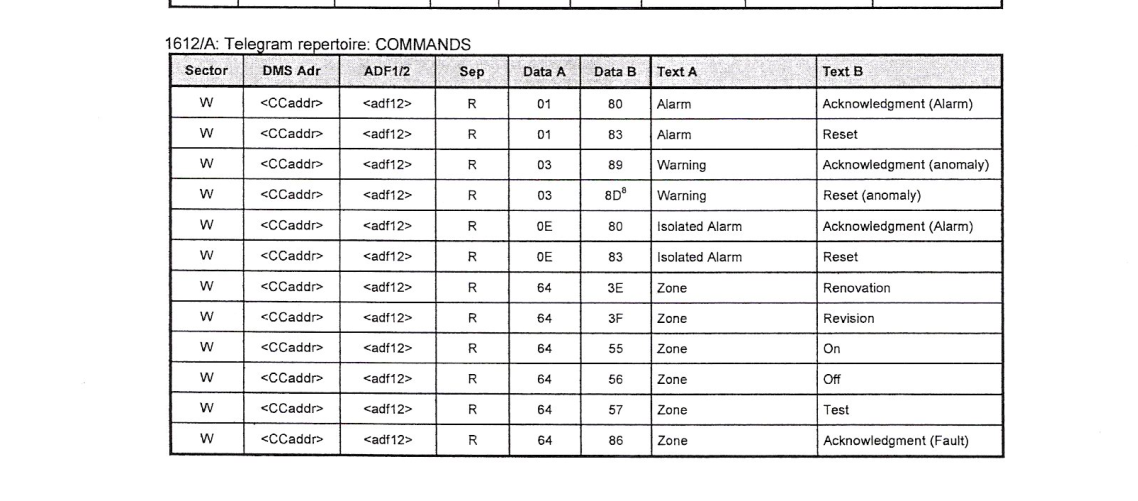 1612/A: Telegram repertoire: COMMANDS
Sector DMS Adr ADF1/2 Sep Data A Data B Text A Text B
W <CCaddr> <adf12> R 01 80 Alarm Acknowledgment (Alarm)
W <CCaddr> <adf12> R 01 83 Alarm Reset
W <CCaddr> <adf12> R 03 89 Warning Acknowledgment (anomaly)
W <CCaddr> <adf12> R 03 8D⁸ Warning Reset (anomaly)
W <CCaddr> <adf12> R 0E 80 Isolated Alarm Acknowledgment (Alarm)
W <CCaddr> <adf12> R 0E 83 Isolated Alarm Reset
W <CCaddr> <adf12> R 64 3E Zone Renovation
W <CCaddr> <adf12> R 64 3F Zone Revision
W <CCaddr> <adf12> R 64 55 Zone On
W <CCaddr> <adf12> R 64 56 Zone Off
W <CCaddr> <adf12> R 64 57 Zone Test
W <CCaddr> <adf12> R 64 86 Zone Acknowledgment (Fault)